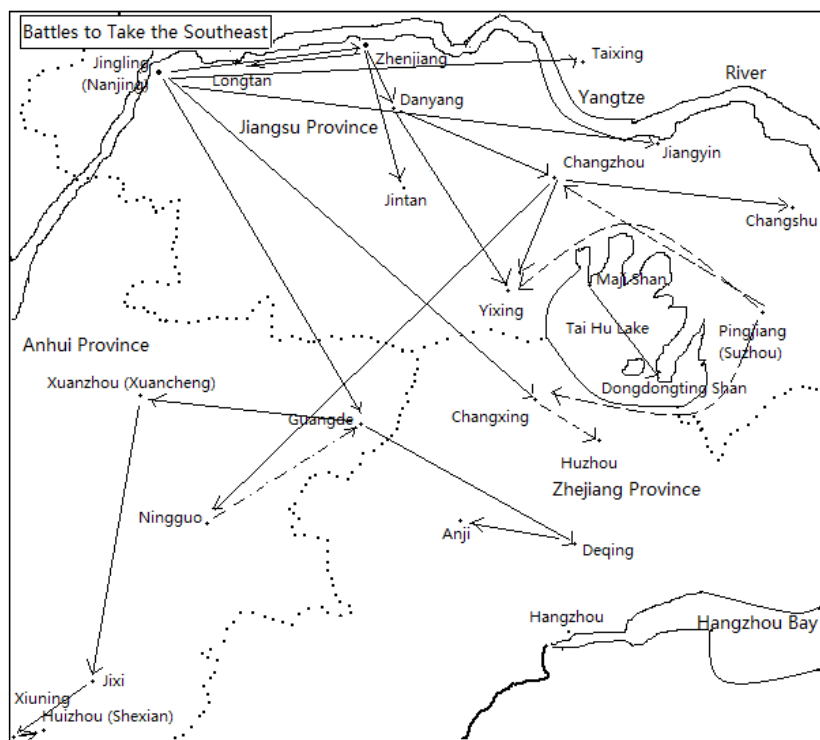 Battles to Take the Southeast
Jingling
(Nanjing)
Longtan
Zhenjiang
Taixing
River
Yangtze
Danyang
Jiangsu Province
Jiangyin
Changzhou
Jintan
Changshu
Maji Shan
Yixing
Tai Hu Lake
Pingjiang
(Suzhou)
Anhui Province
Xuanzhou (Xuancheng)
Dongdongting Shan
Guangde
Changxing
Huzhou
Zhejiang Province
Ningguo
Anji
Deqing
Hangzhou
Hangzhou Bay
Jixi
Xiuning
Huizhou (Shexian)